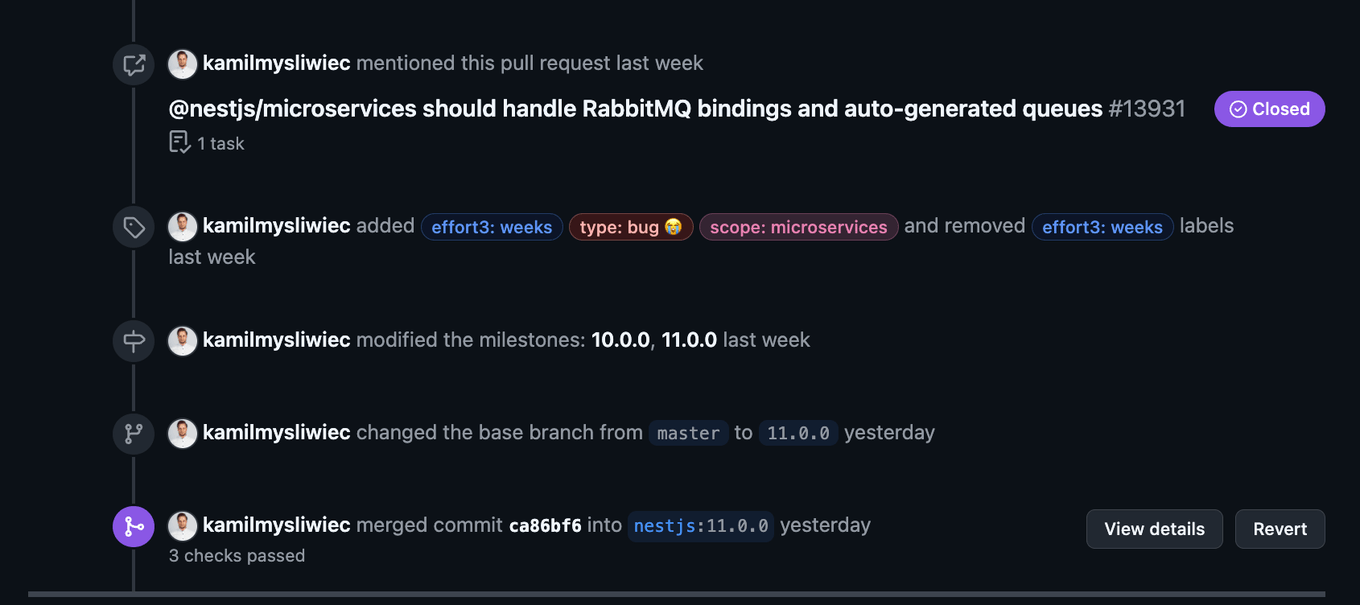 kamilmysliwiec mentioned this pull request last week
@nestjs/microservices should handle RabbitMQ bindings and auto-generated queues #13931 Closed
1 task
kamilmysliwiec added effort3: weeks type: bug 😭 scope: microservices and removed effort3: weeks labels
last week
kamilmysliwiec modified the milestones: 10.0.0, 11.0.0 last week
kamilmysliwiec changed the base branch from master to 11.0.0 yesterday
kamilmysliwiec merged commit ca86bf6 into nestjs:11.0.0 yesterday View details Revert
3 checks passed